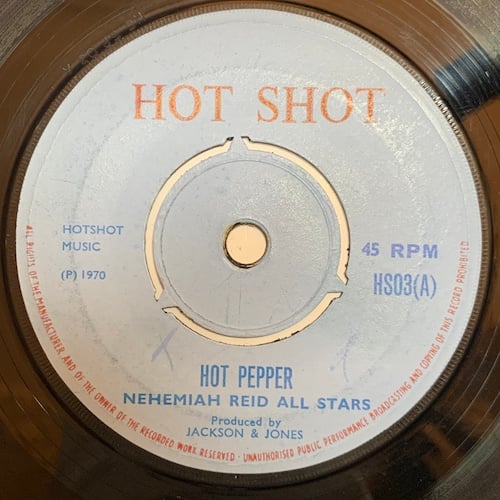 HOT SHOT
HOTSHOT
MUSIC
(P) 1970
45 RPM
HS03(A)
HOT PEPPER
NEHEMIAH REID ALL STARS
Produced by
JACKSON & JONES
ALL RIGHTS OF THE MANUFACTURER AND OF THE OWNER OF THE RECORDED WORK RESERVED - UNAUTHORISED PUBLIC PERFORMANCE BROADCASTING AND COPYING OF THIS RECORD PROHIBITED